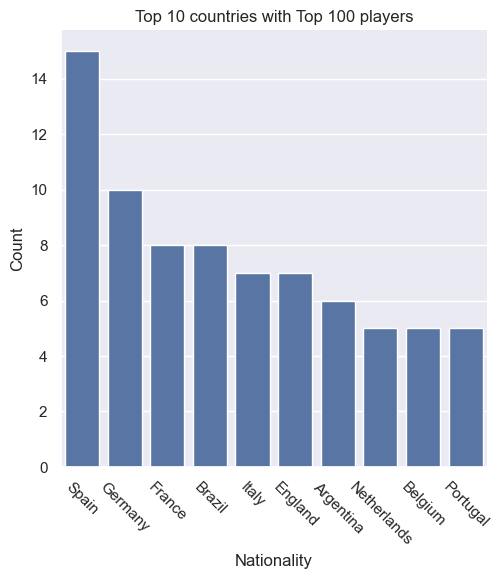 Top 10 countries with Top 100 players
Count
14
12
10
8
6
4
2
0
Spain
Germany
France
Brazil
Italy
England
Argentina
Netherlands
Belgium
Portugal
Nationality